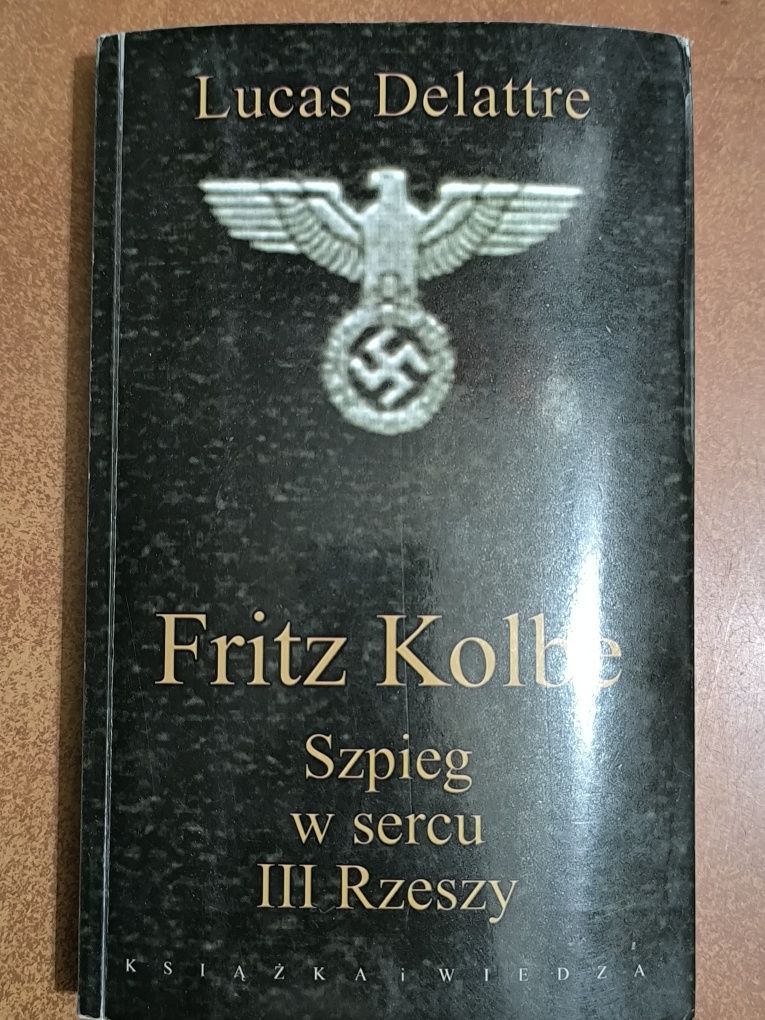 Lucas Delattre
Fritz Kolbe
Szpieg
w sercu
III Rzeszy
KSIĄŻKA i WIEDZA